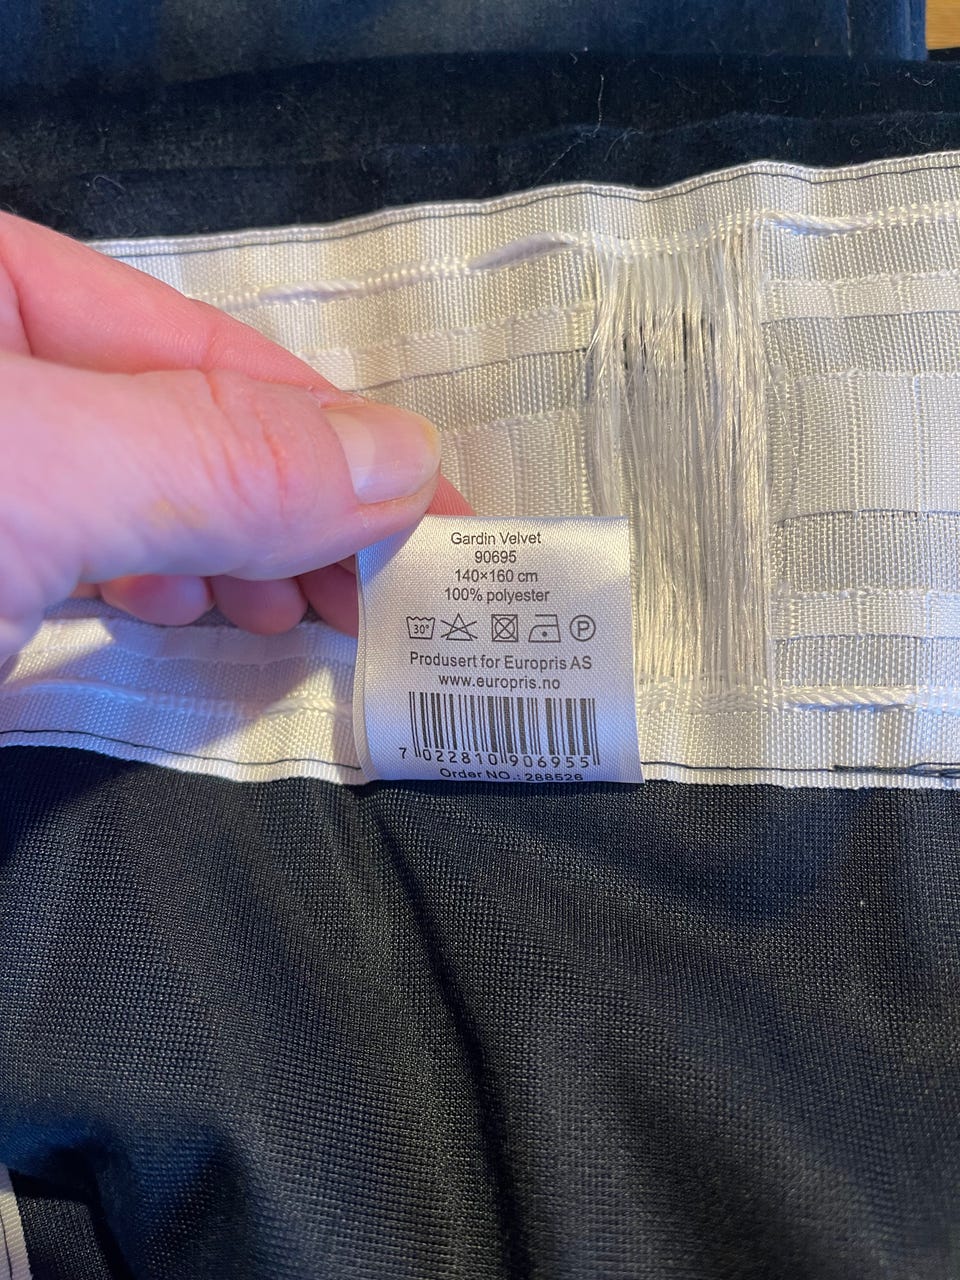 Gardin Velvet
90695
140×160 cm
100% polyester
30° P
Produsert for Europris AS
www.europris.no
7 022810 906955
Order NO.: 288526